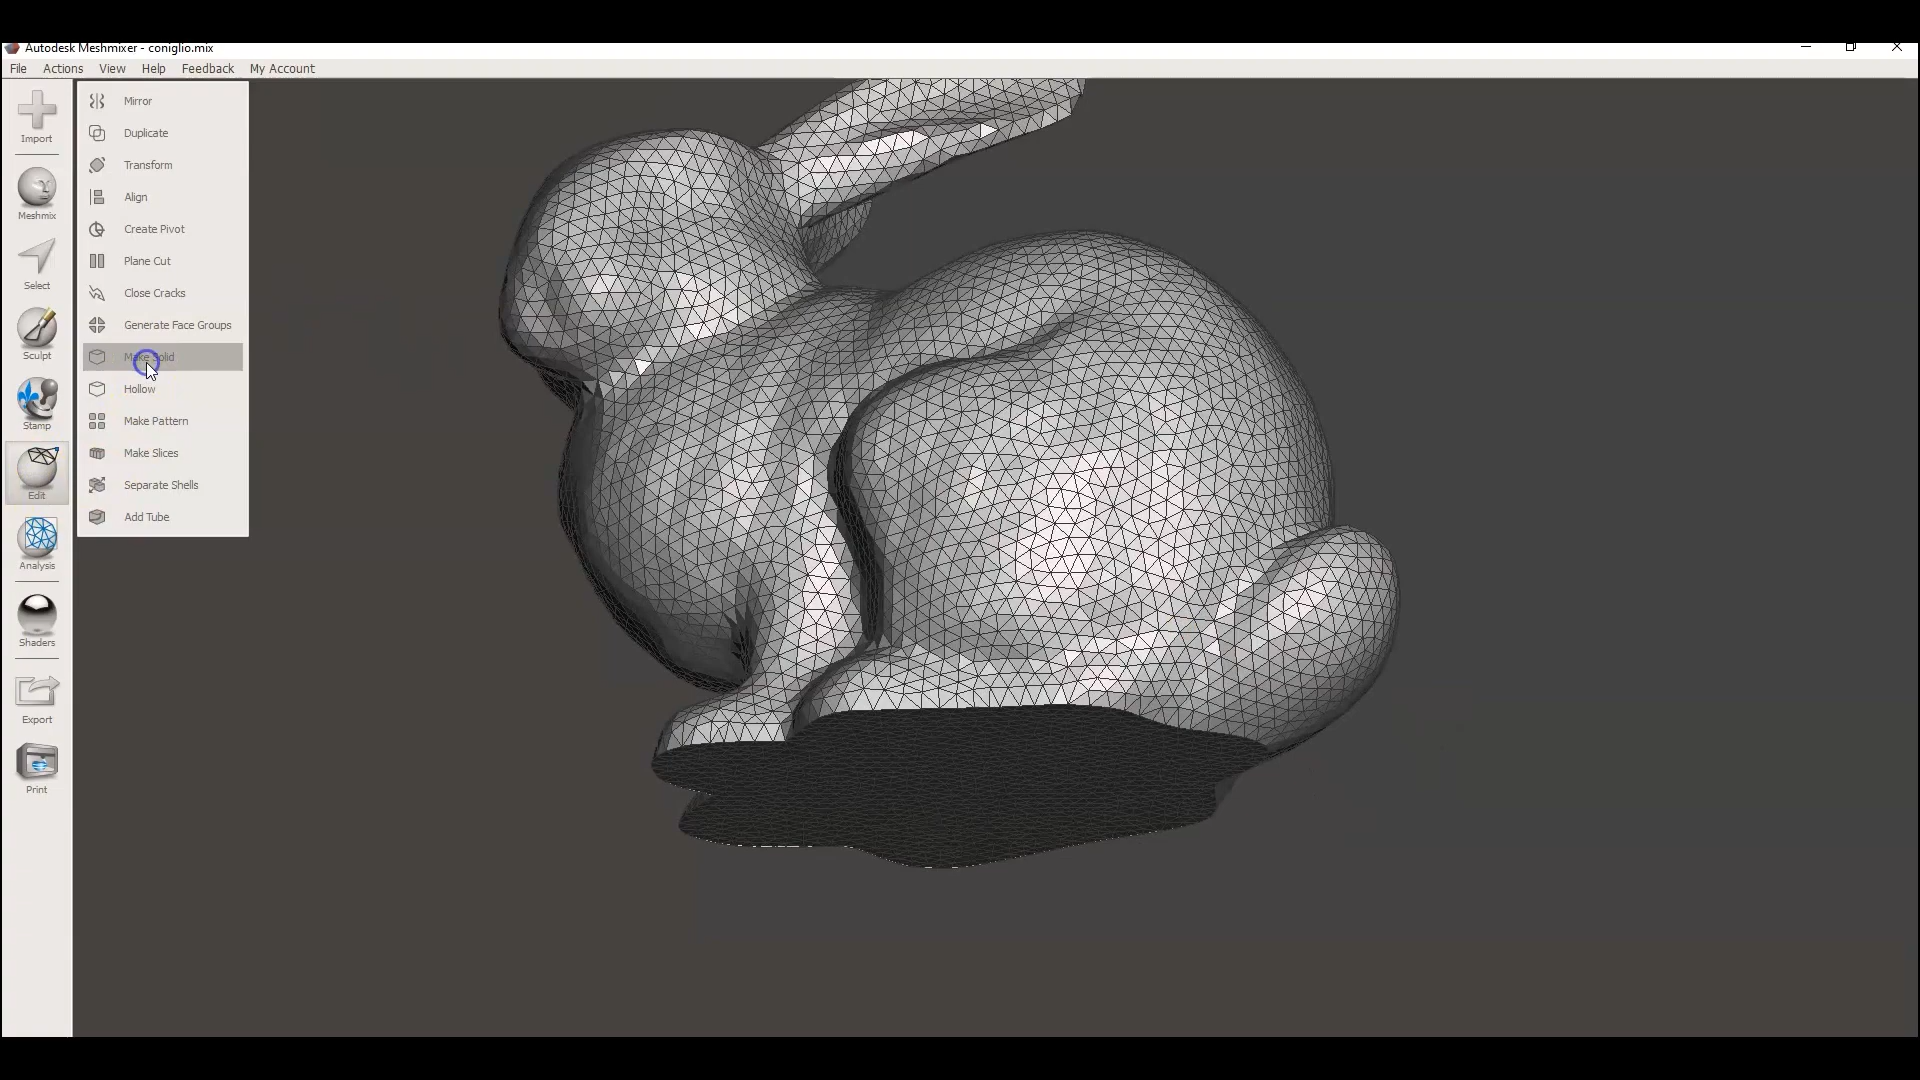 Autodesk Meshmixer - coniglio.mix
File Actions View Help Feedback My Account
Import
Meshmix
Select
Sculpt
Stamp
Edit
Analysis
Shaders
Export
Print
Mirror
Duplicate
Transform
Align
Create Pivot
Plane Cut
Close Cracks
Generate Face Groups
Make Solid
Hollow
Make Pattern
Make Slices
Separate Shells
Add Tube